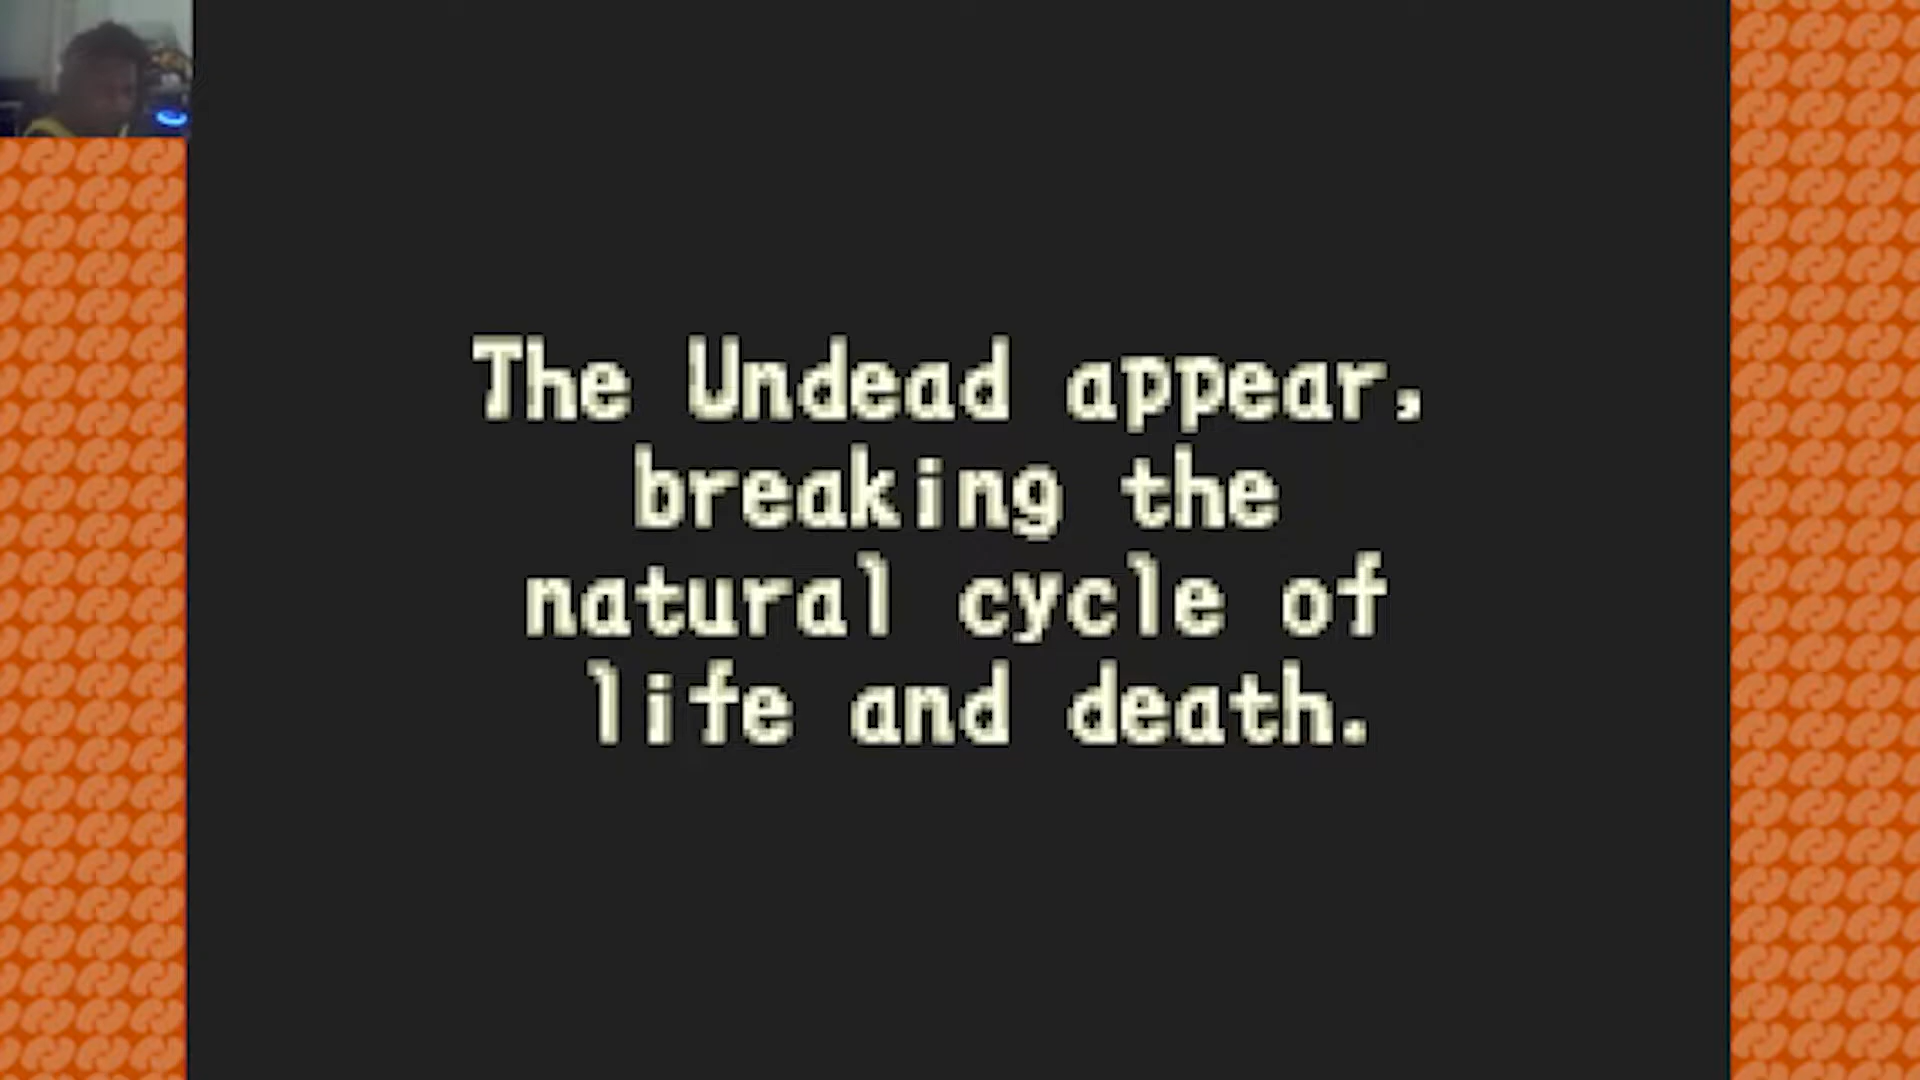 The Undead appear,
breaking the
natural cycle of
life and death.